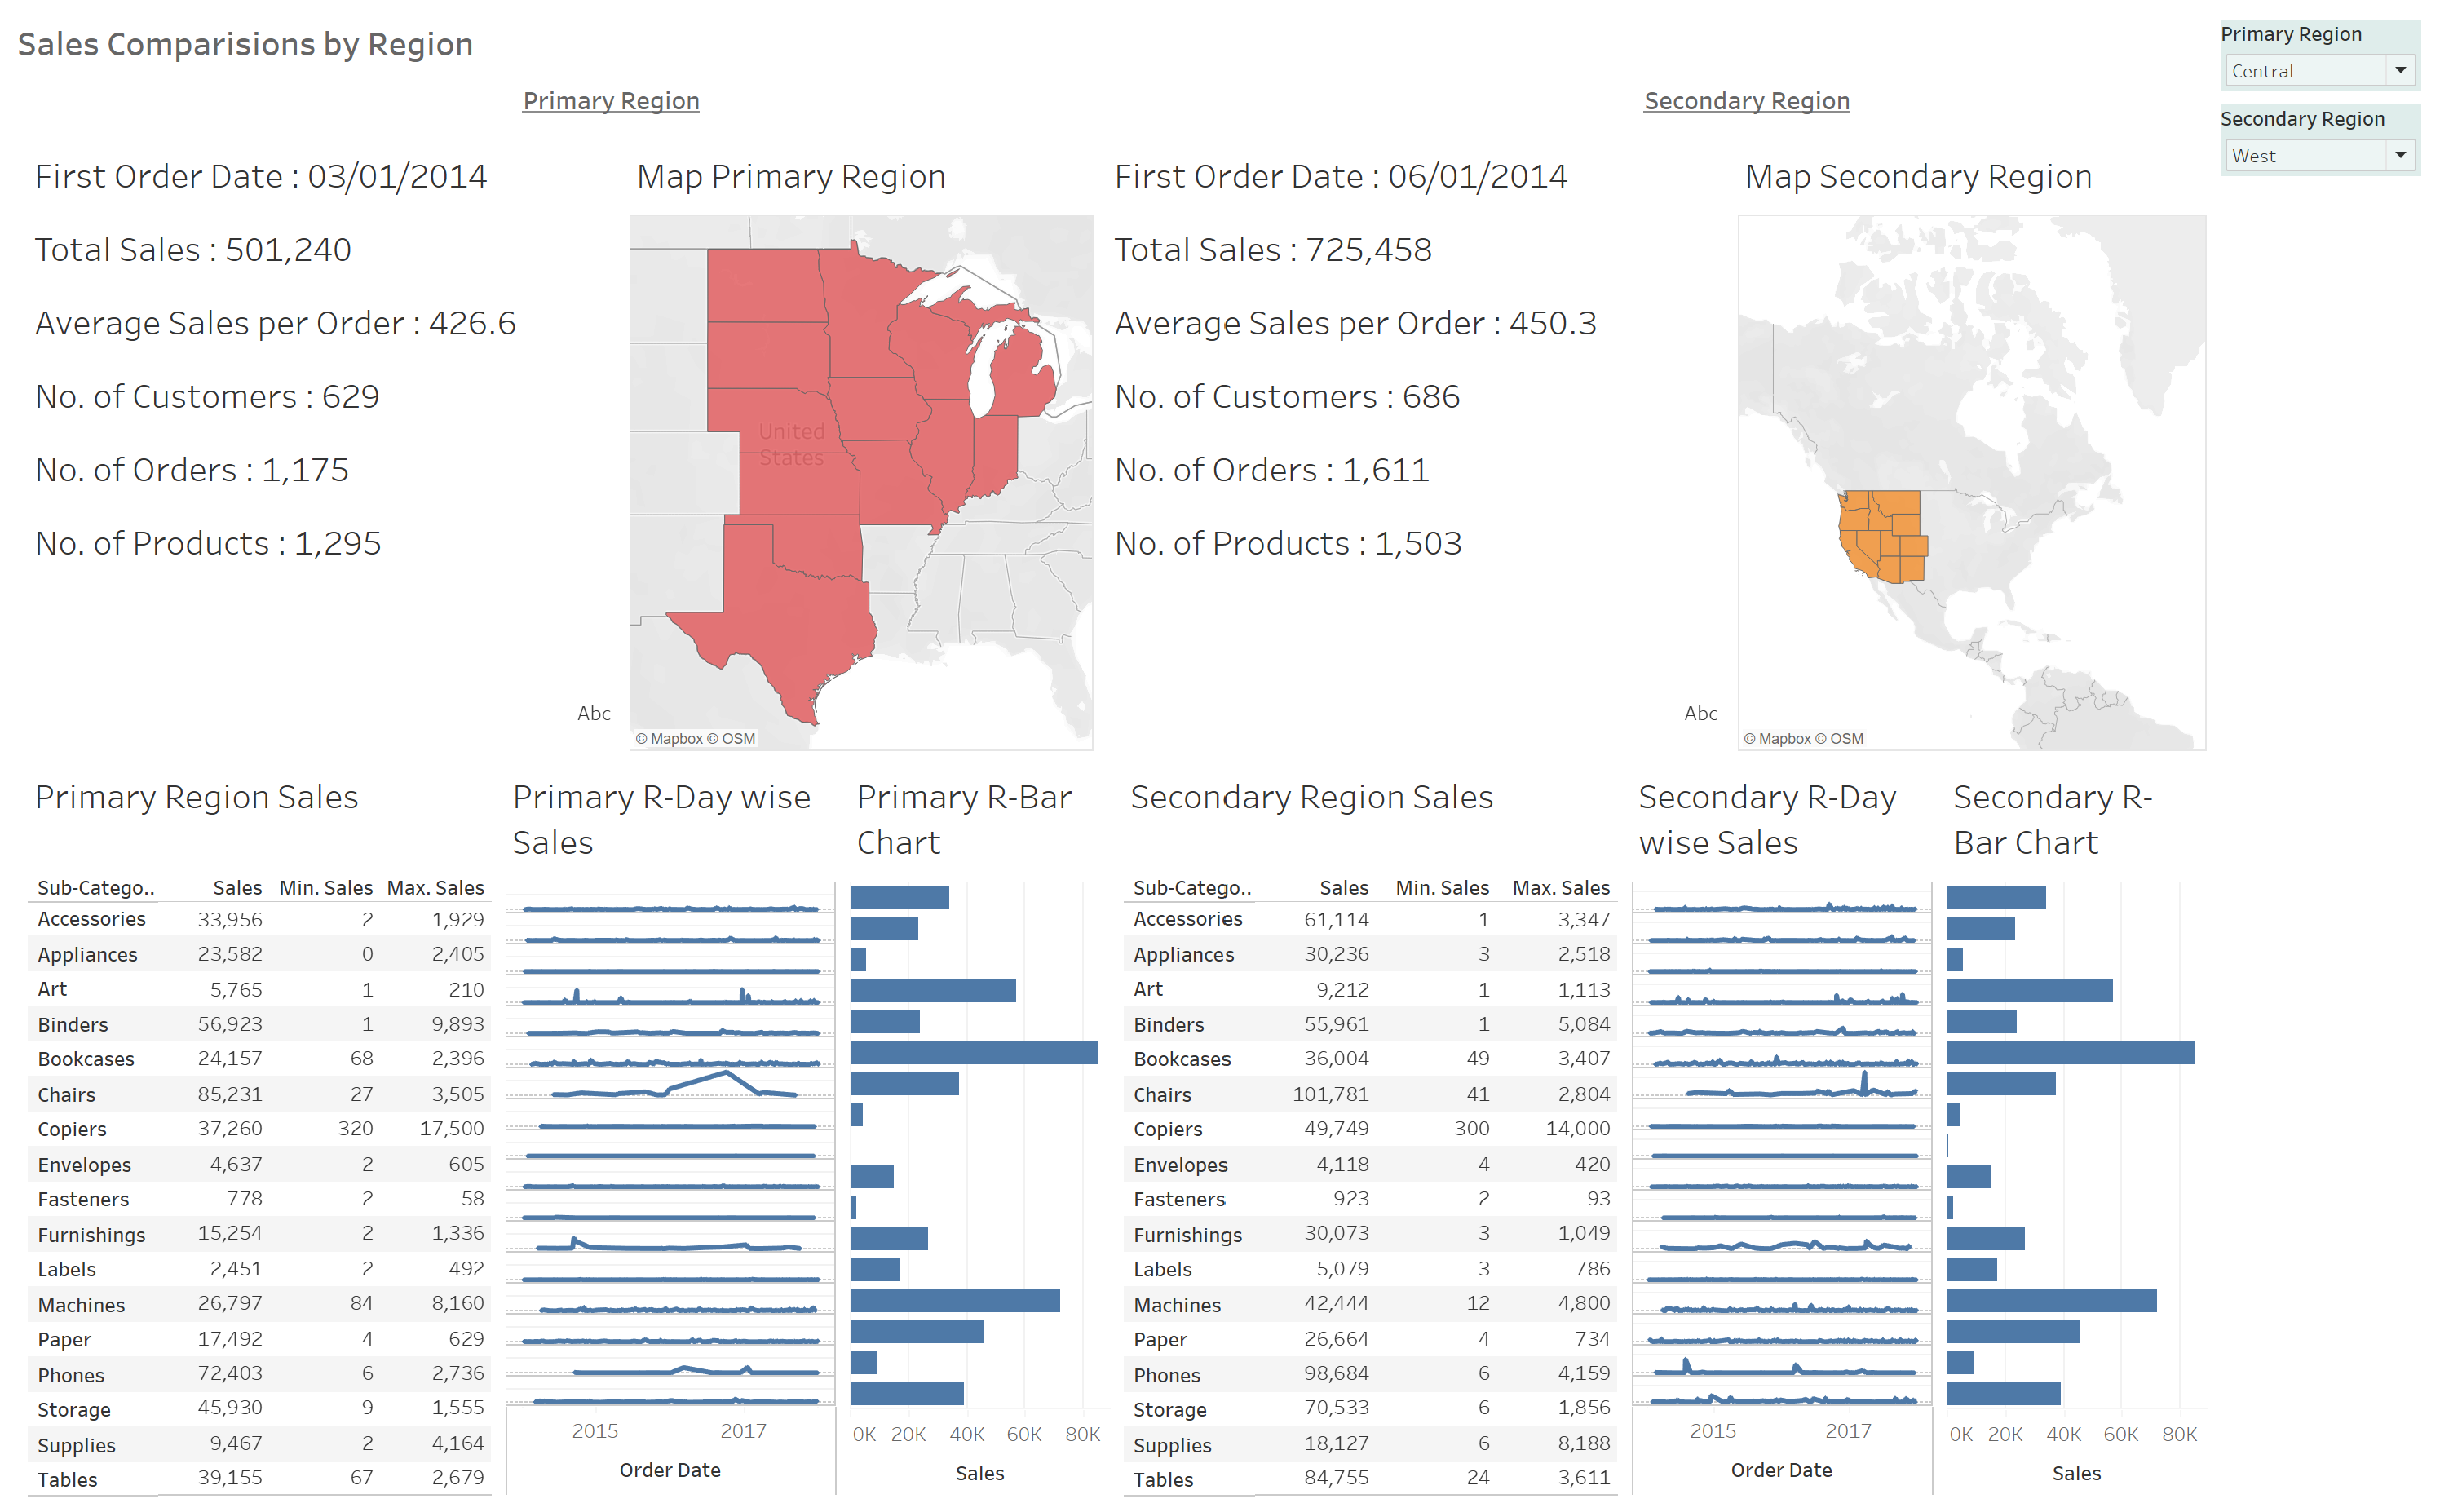 Sales Comparisions by Region
Primary Region
Central
Secondary Region
West
Primary Region
Secondary Region
First Order Date : 03/01/2014
Total Sales : 501,240
Average Sales per Order : 426.6
No. of Customers : 629
No. of Orders : 1,175
No. of Products : 1,295
Abc
Map Primary Region
United
States
© Mapbox © OSM
First Order Date : 06/01/2014
Total Sales : 725,458
Average Sales per Order : 450.3
No. of Customers : 686
No. of Orders : 1,611
No. of Products : 1,503
Abc
Map Secondary Region
© Mapbox © OSM
Primary Region Sales
Sub-Catego.. Sales Min. Sales Max. Sales
Accessories 33,956 2 1,929
Appliances 23,582 0 2,405
Art 5,765 1 210
Binders 56,923 1 9,893
Bookcases 24,157 68 2,396
Chairs 85,231 27 3,505
Copiers 37,260 320 17,500
Envelopes 4,637 2 605
Fasteners 778 2 58
Furnishings 15,254 2 1,336
Labels 2,451 2 492
Machines 26,797 84 8,160
Paper 17,492 4 629
Phones 72,403 6 2,736
Storage 45,930 9 1,555
Supplies 9,467 2 4,164
Tables 39,155 67 2,679
Primary R-Day wise
Sales
2015 2017
Order Date
Primary R-Bar
Chart
0K 20K 40K 60K 80K
Sales
Secondary Region Sales
Sub-Catego.. Sales Min. Sales Max. Sales
Accessories 61,114 1 3,347
Appliances 30,236 3 2,518
Art 9,212 1 1,113
Binders 55,961 1 5,084
Bookcases 36,004 49 3,407
Chairs 101,781 41 2,804
Copiers 49,749 300 14,000
Envelopes 4,118 4 420
Fasteners 923 2 93
Furnishings 30,073 3 1,049
Labels 5,079 3 786
Machines 42,444 12 4,800
Paper 26,664 4 734
Phones 98,684 6 4,159
Storage 70,533 6 1,856
Supplies 18,127 6 8,188
Tables 84,755 24 3,611
Secondary R-Day
wise Sales
2015 2017
Order Date
Secondary R-
Bar Chart
0K 20K 40K 60K 80K
Sales